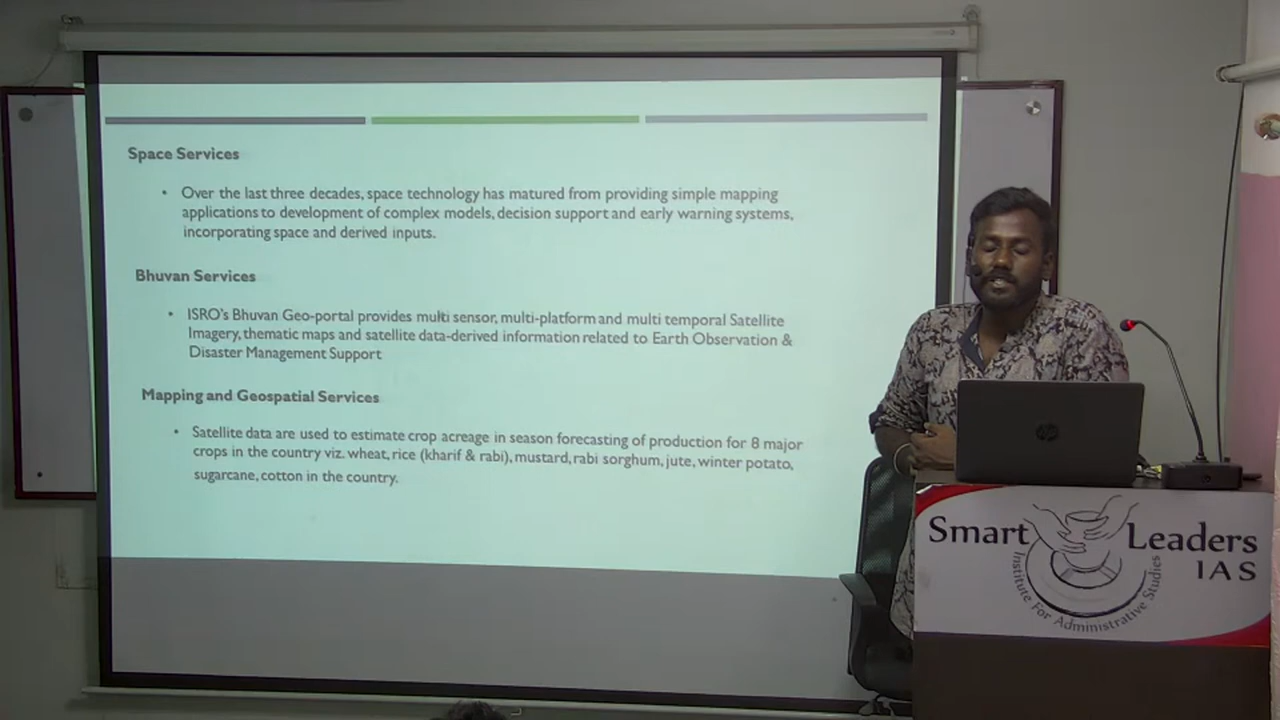 Space Services
• Over the last three decades, space technology has matured from providing simple mapping
applications to development of complex models, decision support and early warning systems,
incorporating space and derived inputs.
Bhuvan Services
• ISRO's Bhuvan Geo-portal provides multi sensor, multi-platform and multi temporal Satellite
Imagery, thematic maps and satellite data-derived information related to Earth Observation &
Disaster Management Support
Mapping and Geospatial Services
• Satellite data are used to estimate crop acreage in season forecasting of production for 8 major
crops in the country viz. wheat, rice (kharif & rabi), mustard, rabi sorghum, jute, winter potato,
sugarcane, cotton in the country.
hp
Smart Leaders
IAS
Institute For Administrative Studies